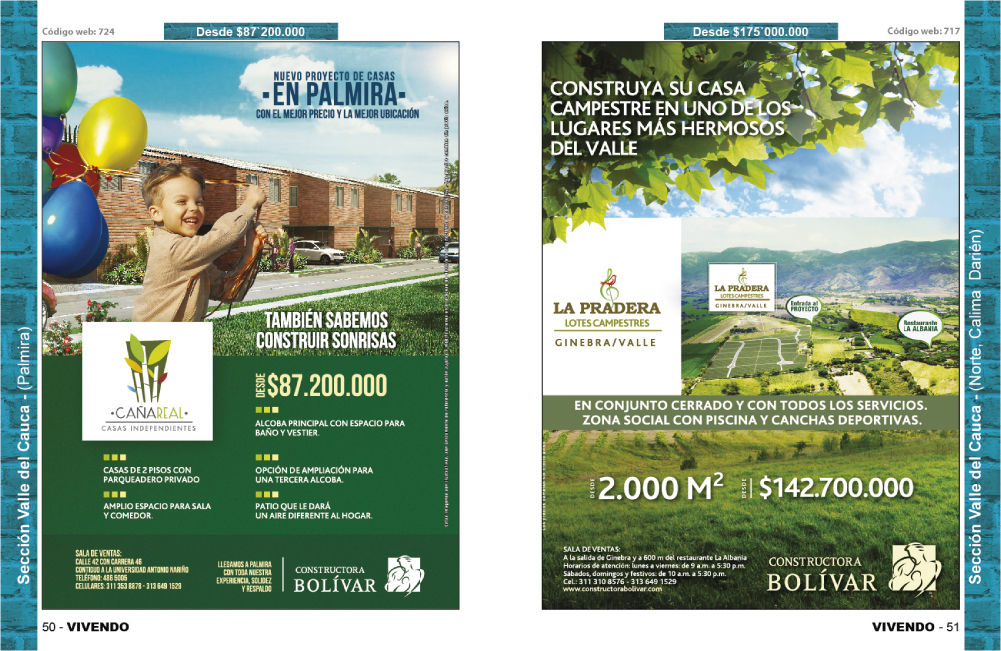 Código web: 724
Desde $87`200.000
NUEVO PROYECTO DE CASAS
·EN PALMIRA·
CON EL MEJOR PRECIO Y LA MEJOR UBICACIÓN
TAMBIÉN SABEMOS
CONSTRUIR SONRISAS
·CAÑAREAL·
CASAS INDEPENDIENTES
DESDE $87.200.000
ALCOBA PRINCIPAL CON ESPACIO PARA
BAÑO Y VESTIER.
CASAS DE 2 PISOS CON
PARQUEADERO PRIVADO
OPCIÓN DE AMPLIACIÓN PARA
UNA TERCERA ALCOBA.
AMPLIO ESPACIO PARA SALA
Y COMEDOR.
PATIO QUE LE DARÁ
UN AIRE DIFERENTE AL HOGAR.
SALA DE VENTAS:
CALLE 42 CON CARRERA 46
CONTIGUO A LA UNIVERSIDAD ANTONIO NARIÑO
TELÉFONO: 486 5005
CELULARES: 311 353 8876 - 313 649 1529
LLEGAMOS A PALMIRA
CON TODA NUESTRA
EXPERIENCIA, SOLIDEZ
Y RESPALDO
CONSTRUCTORA
BOLÍVAR
Sección Valle del Cauca - (Palmira)
50 - VIVENDO
Desde $175`000.000
Código web: 717
CONSTRUYA SU CASA
CAMPESTRE EN UNO DE LOS
LUGARES MÁS HERMOSOS
DEL VALLE
LA PRADERA
LOTES CAMPESTRES
GINEBRA/VALLE
LA PRADERA
LOTES CAMPESTRES
GINEBRA/VALLE
Entrada al
PROYECTO
Restaurante
LA ALBANIA
EN CONJUNTO CERRADO Y CON TODOS LOS SERVICIOS.
ZONA SOCIAL CON PISCINA Y CANCHAS DEPORTIVAS.
DESDE 2.000 M² DESDE $142.700.000
SALA DE VENTAS:
A la salida de Ginebra y a 600 m del restaurante La Albania
Horarios de atención: lunes a viernes: de 9 a.m. a 5:30 p.m.
Sábados, domingos y festivos: de 10 a.m. a 5:30 p.m.
Cel.: 311 310 8576 - 313 649 1529
www.constructorabolivar.com
CONSTRUCTORA
BOLÍVAR
Sección Valle del Cauca - (Norte, Calima Darién)
VIVENDO - 51